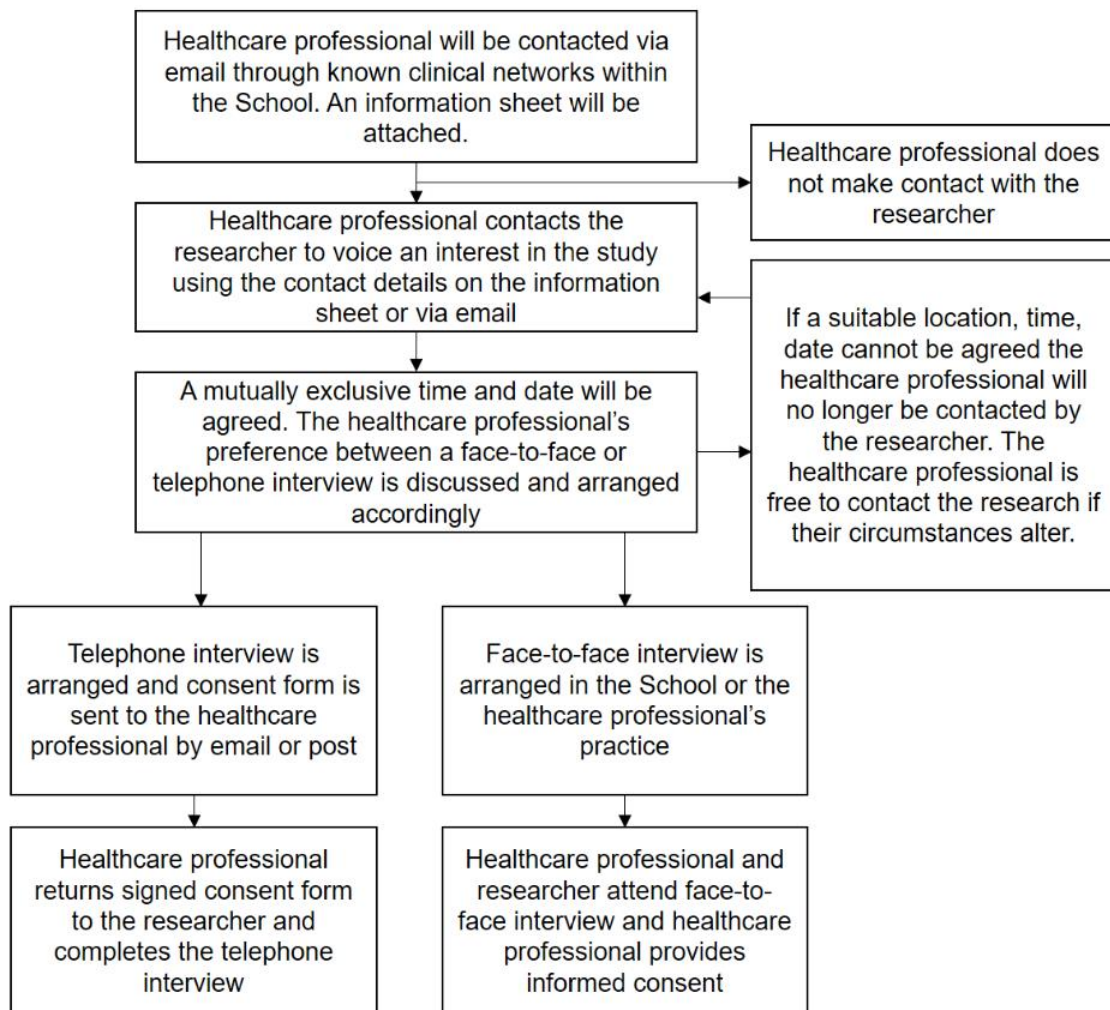 Healthcare professional will be contacted via
email through known clinical networks within
the School. An information sheet will be
attached.
Healthcare professional does
not make contact with the
researcher
Healthcare professional contacts the
researcher to voice an interest in the study
using the contact details on the information
sheet or via email
If a suitable location, time,
date cannot be agreed the
healthcare professional will
no longer be contacted by
the researcher. The
healthcare professional is
free to contact the research if
their circumstances alter.
A mutually exclusive time and date will be
agreed. The healthcare professional’s
preference between a face-to-face or
telephone interview is discussed and arranged
accordingly
Telephone interview is
arranged and consent form is
sent to the healthcare
professional by email or post
Face-to-face interview is
arranged in the School or the
healthcare professional’s
practice
Healthcare professional
returns signed consent form
to the researcher and
completes the telephone
interview
Healthcare professional and
researcher attend face-to-
face interview and healthcare
professional provides
informed consent